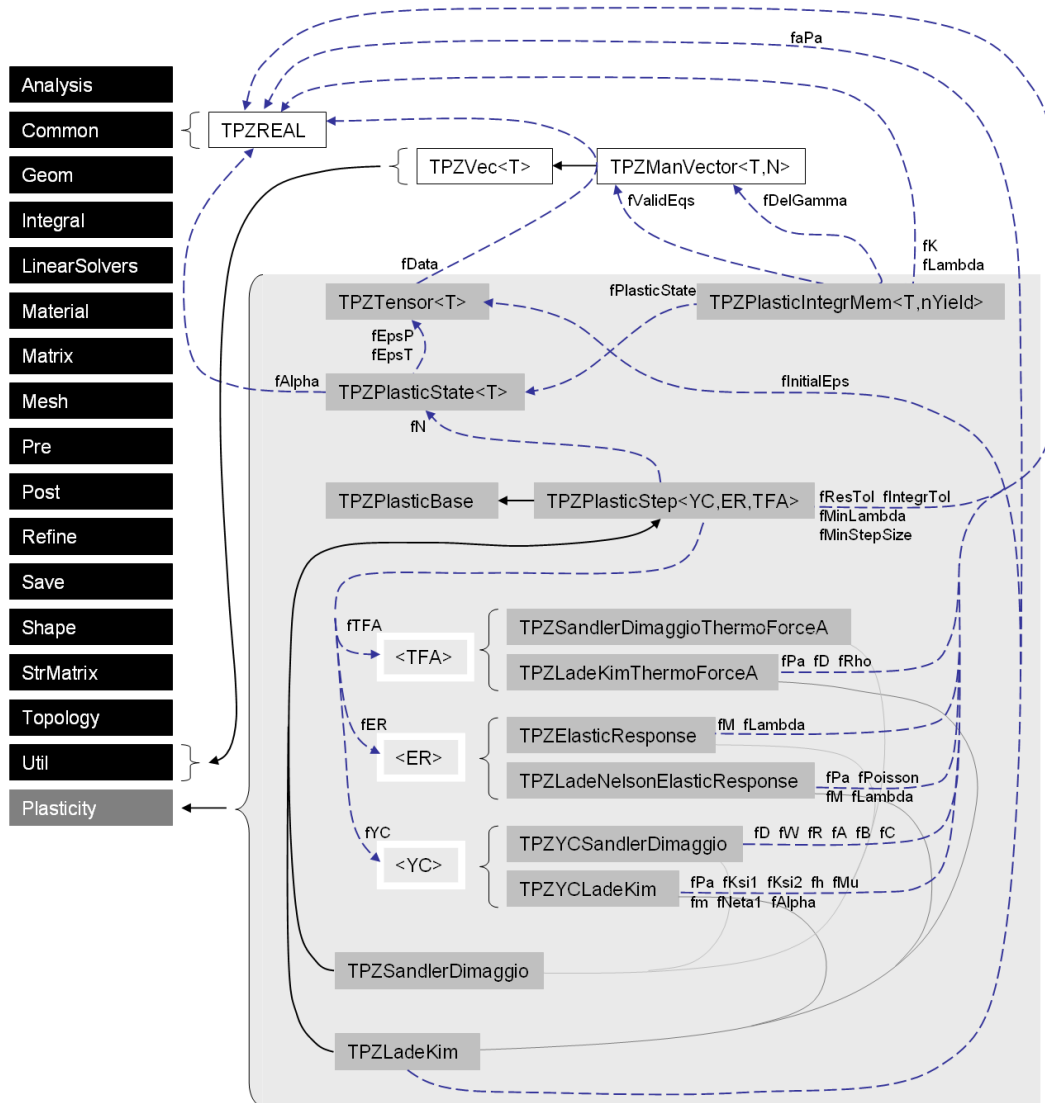 faPa
Analysis
Common
TPZREAL
TPZVec<T>
TPZManVector<T,N>
Geom
fValidEqs
fDelGamma
Integral
fK
LinearSolvers
fData
fLambda
fPlasticState
TPZTensor<T>
TPZPlasticIntegrMem<T,nYield>
Material
fEpsP
fEpsT
Matrix
fAlpha
TPZPlasticState<T>
fInitialEps
Mesh
fN
Pre
Post
TPZPlasticBase
TPZPlasticStep<YC,ER,TFA>
fResTol fIntegrTol
fMinLambda
fMinStepSize
Refine
Save
Shape
fTFA
<TFA>
TPZSandlerDimaggioThermoForceA
TPZLadeKimThermoForceA
fPa fD fRho
StrMatrix
Topology
fER
<ER>
TPZElasticResponse
fM fLambda
Util
TPZLadeNelsonElasticResponse
fPa fPoisson
fM fLambda
Plasticity
fYC
<YC>
TPZYCSandlerDimaggio
fD fW fR fA fB fC
TPZYCLadeKim
fPa fKsi1 fKsi2 fh fMu
fm fNeta1 fAlpha
TPZSandlerDimaggio
TPZLadeKim